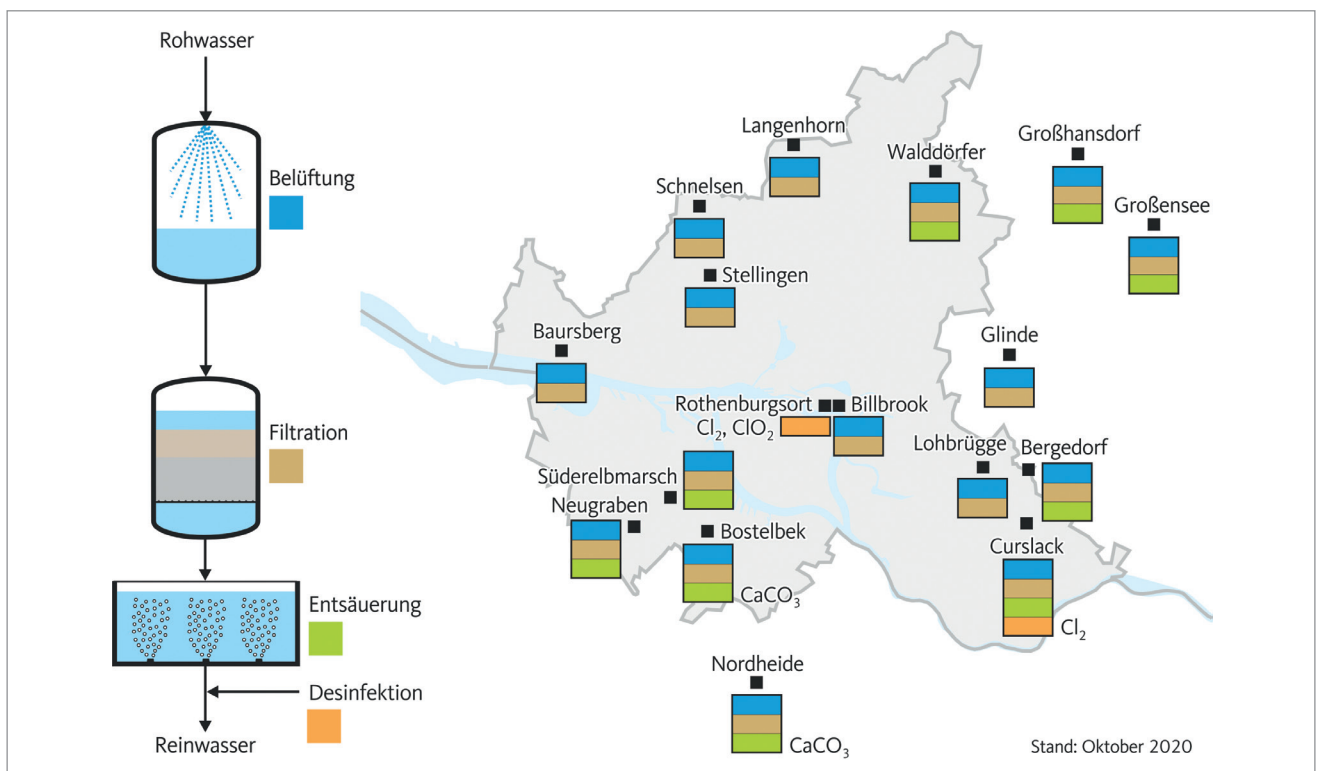 Rohwasser
Belüftung
Filtration
Entsäuerung
Desinfektion
Reinwasser
Langenhorn
Walddörfer
Großhansdorf
Schnelsen
Großensee
Stellingen
Baursberg
Glinde
Rothenburgsort
Billbrook
Cl₂, ClO₂
Lohbrügge
Bergedorf
Süderelbmarsch
Neugraben
Bostelbek
CaCO₃
Curslack
Cl₂
Nordheide
CaCO₃
Stand: Oktober 2020